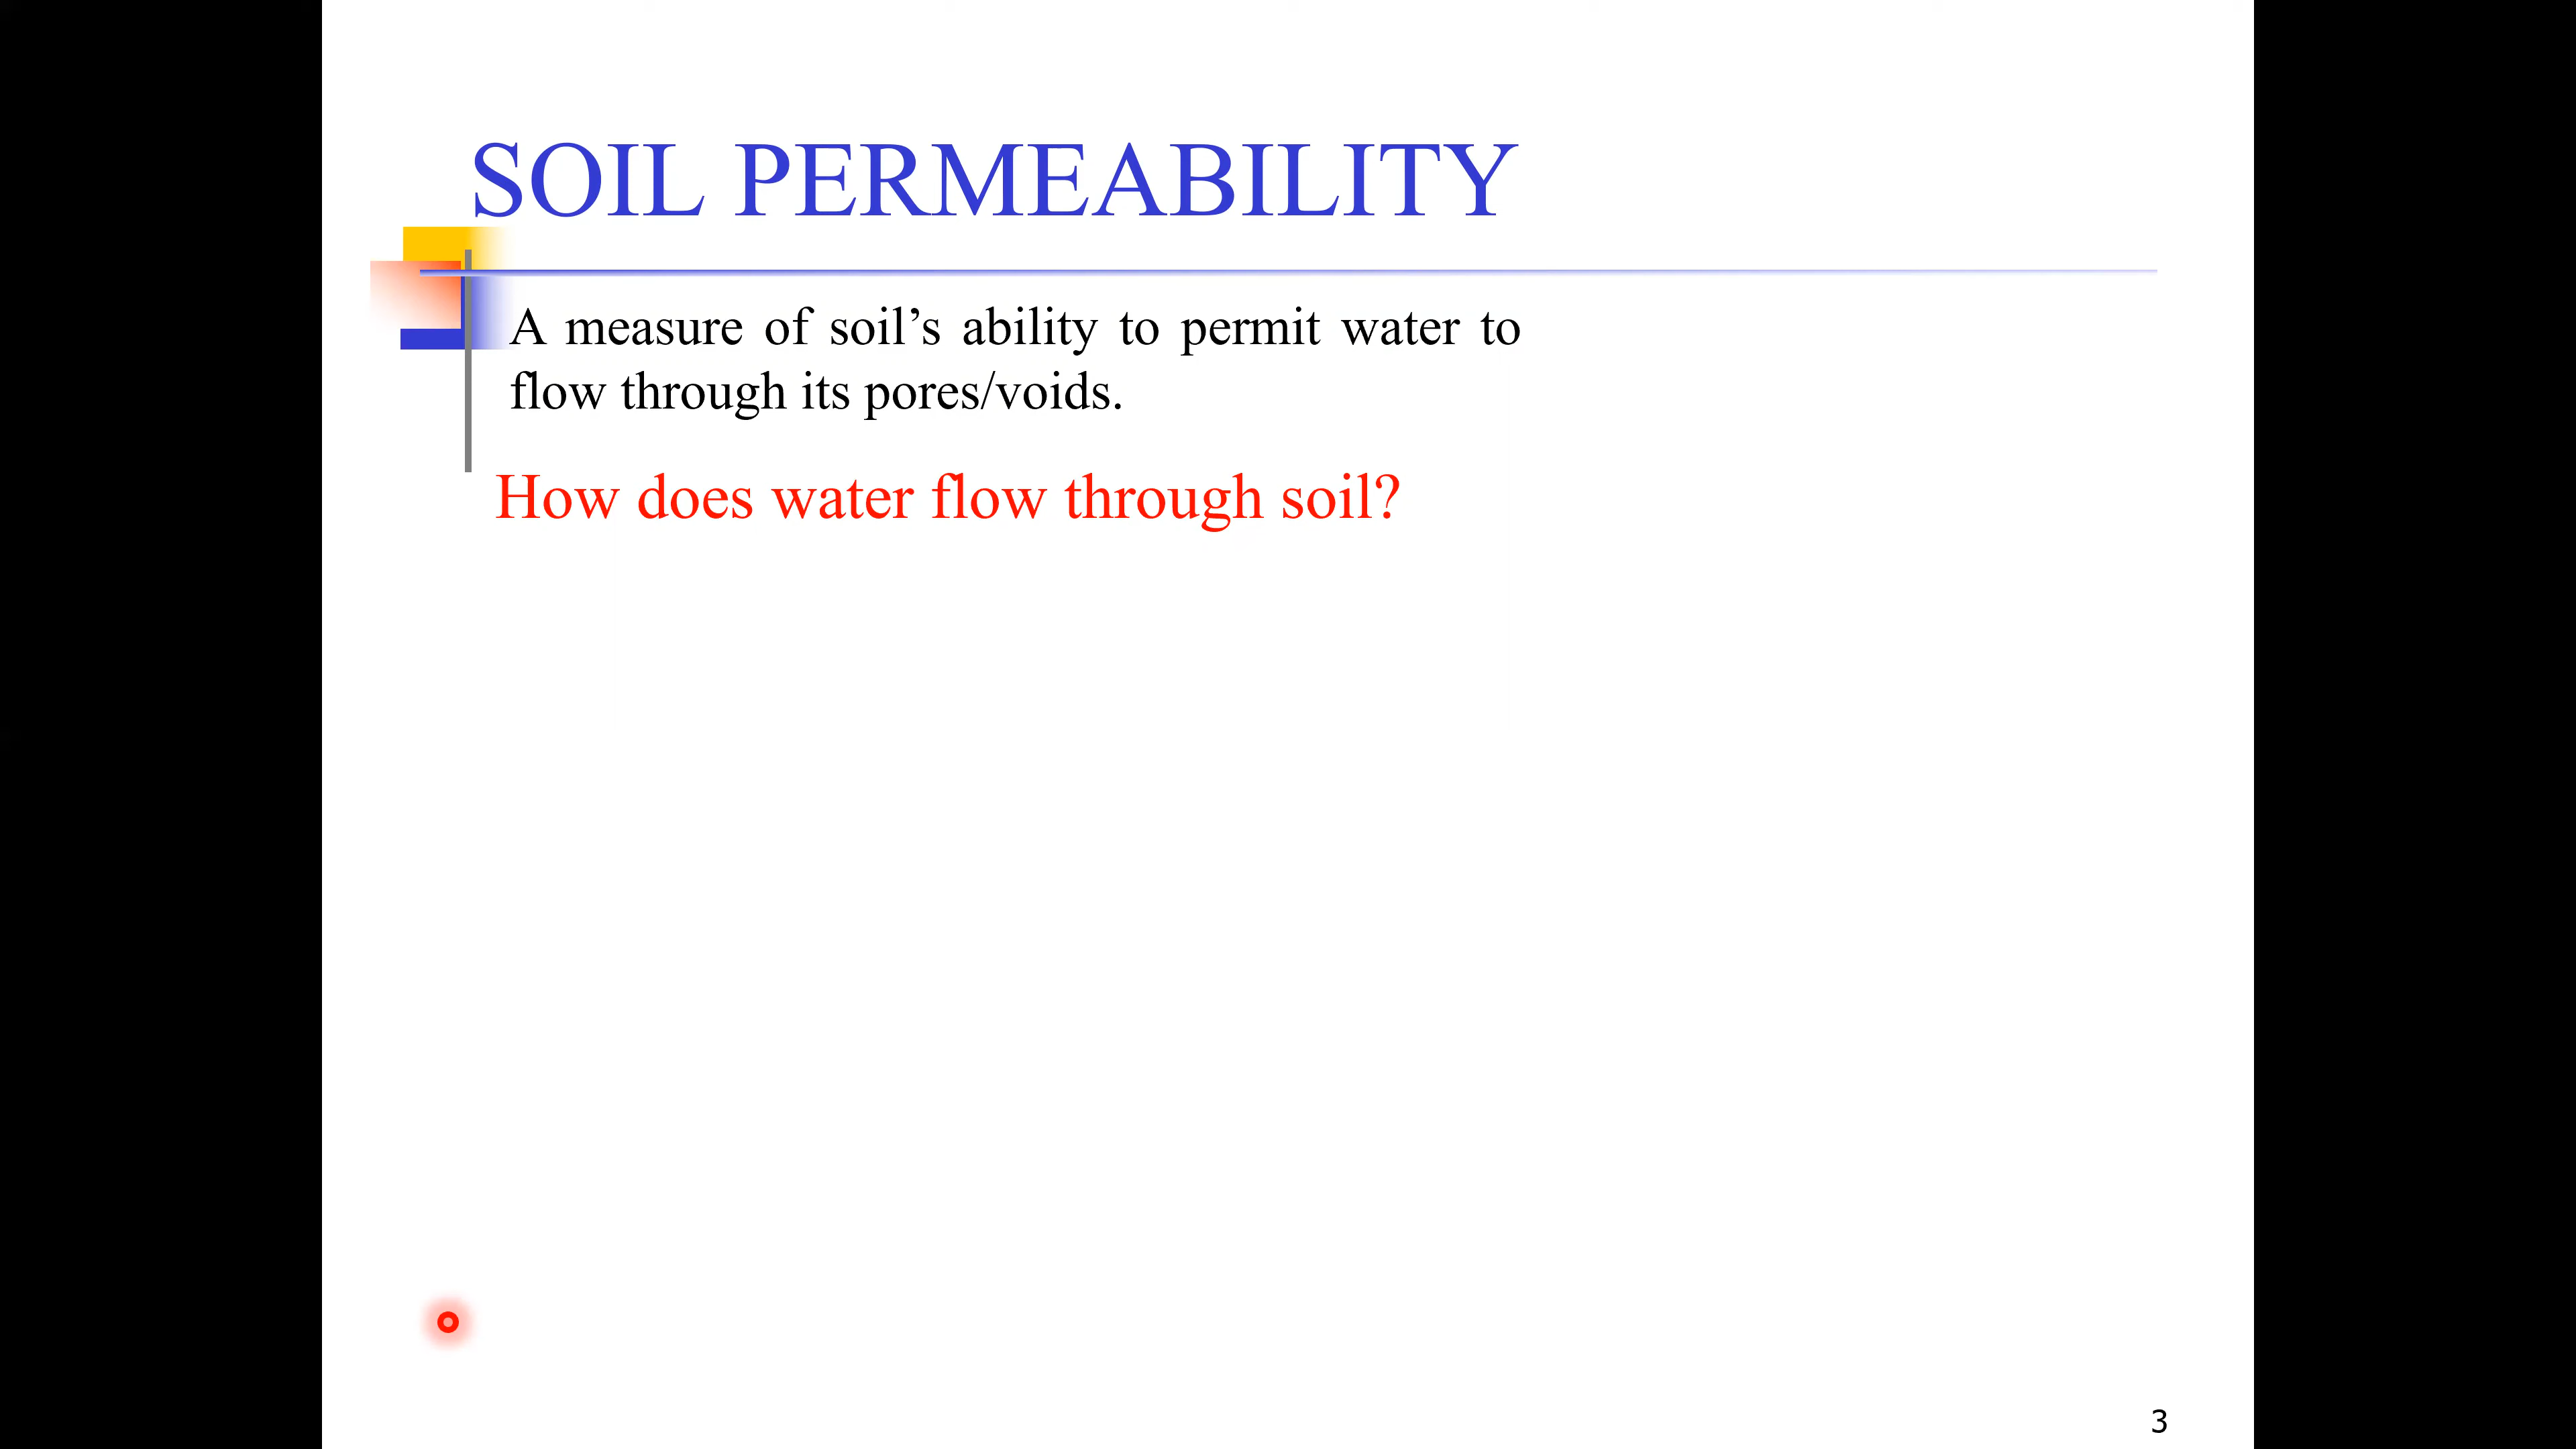 SOIL PERMEABILITY
A measure of soil’s ability to permit water to
flow through its pores/voids.
How does water flow through soil?
3